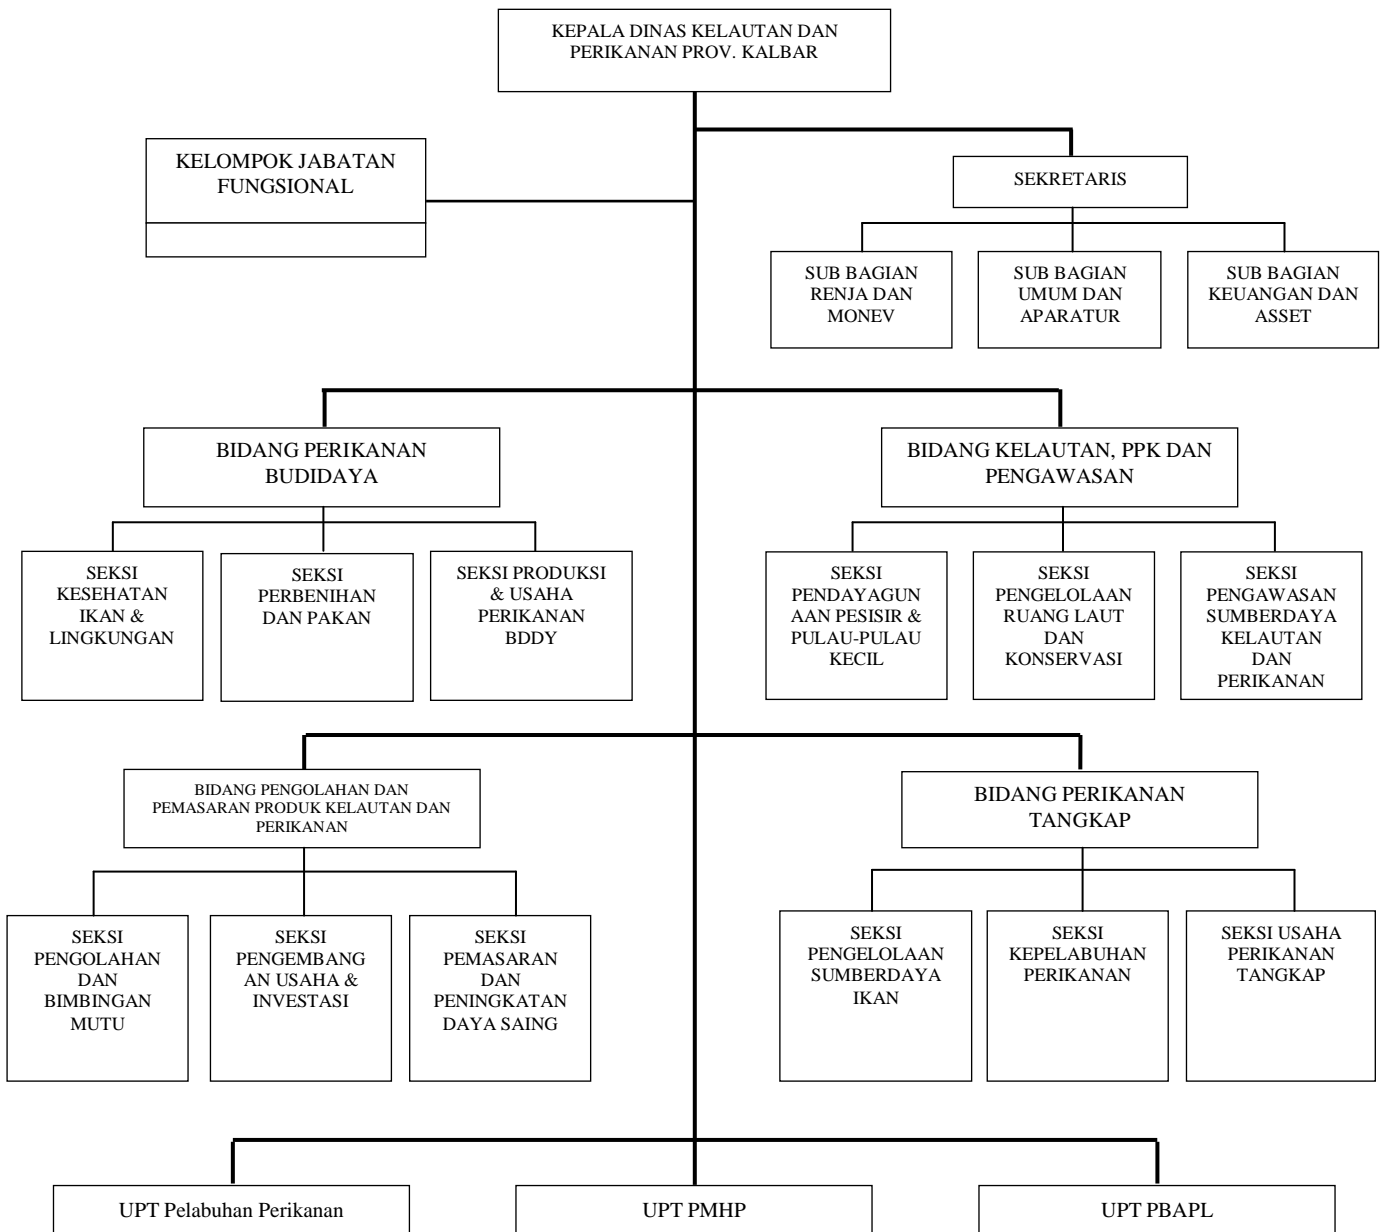 KEPALA DINAS KELAUTAN DAN
PERIKANAN PROV. KALBAR
KELOMPOK JABATAN
FUNGSIONAL
SEKRETARIS
SUB BAGIAN
RENJA DAN
MONEV
SUB BAGIAN
UMUM DAN
APARATUR
SUB BAGIAN
KEUANGAN DAN
ASSET
BIDANG PERIKANAN
BUDIDAYA
BIDANG KELAUTAN, PPK DAN
PENGAWASAN
SEKSI
KESEHATAN
IKAN &
LINGKUNGAN
SEKSI
PERBENIHAN
DAN PAKAN
SEKSI PRODUKSI
& USAHA
PERIKANAN
BDDY
SEKSI
PENDAYAGUN
AAN PESISIR &
PULAU-PULAU
KECIL
SEKSI
PENGELOLAAN
RUANG LAUT
DAN
KONSERVASI
SEKSI
PENGAWASAN
SUMBERDAYA
KELAUTAN
DAN
PERIKANAN
BIDANG PENGOLAHAN DAN
PEMASARAN PRODUK KELAUTAN DAN
PERIKANAN
BIDANG PERIKANAN
TANGKAP
SEKSI
PENGOLAHAN
DAN
BIMBINGAN
MUTU
SEKSI
PENGEMBANG
AN USAHA &
INVESTASI
SEKSI
PEMASARAN
DAN
PENINGKATAN
DAYA SAING
SEKSI
PENGELOLAAN
SUMBERDAYA
IKAN
SEKSI
KEPELABUHAN
PERIKANAN
SEKSI USAHA
PERIKANAN
TANGKAP
UPT Pelabuhan Perikanan
UPT PMHP
UPT PBAPL